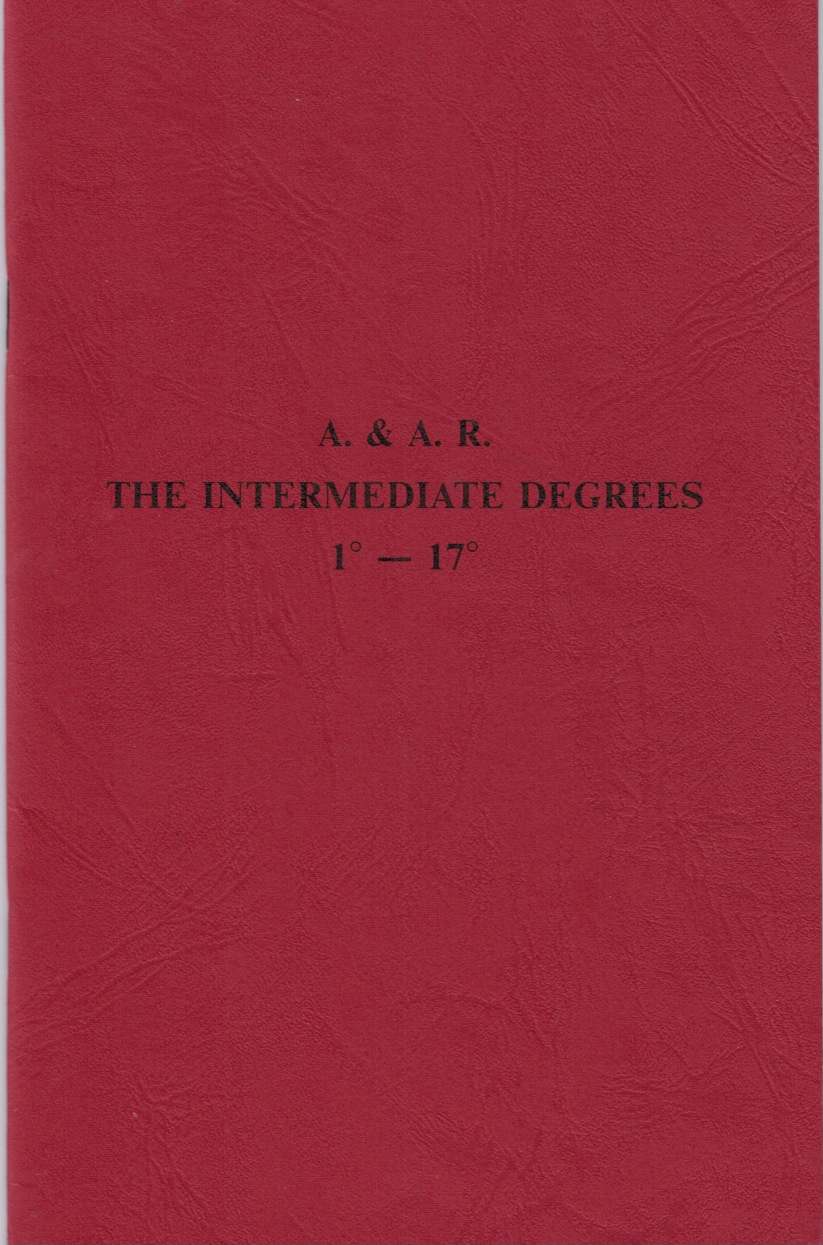 A. & A. R.
THE INTERMEDIATE DEGREES
1° — 17°